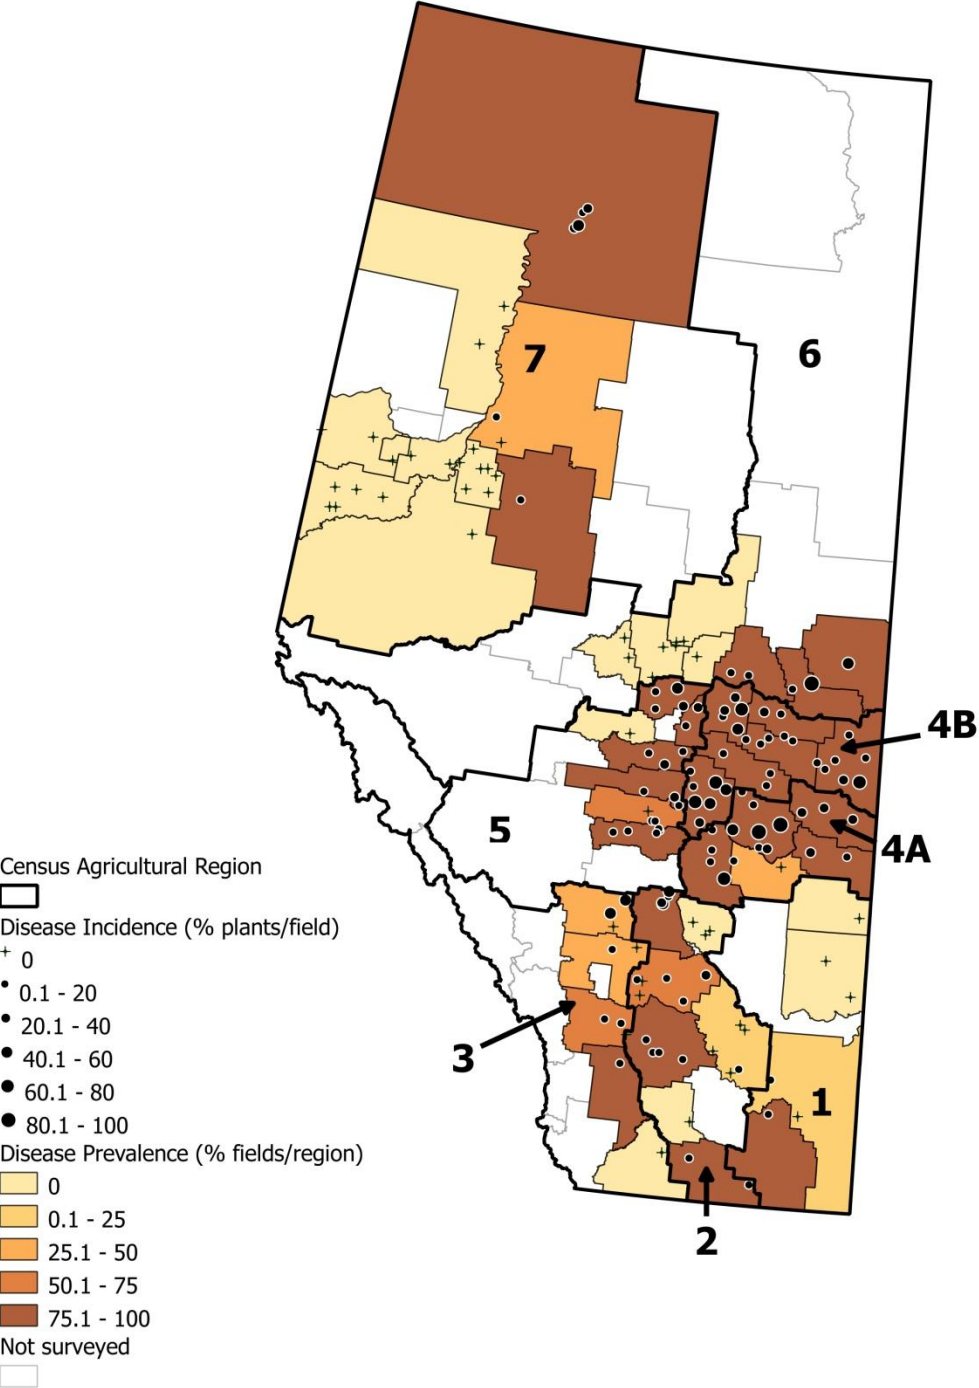 7
6
4B
5
4A
Census Agricultural Region
Disease Incidence (% plants/field)
0
0.1 - 20
20.1 - 40
40.1 - 60
60.1 - 80
80.1 - 100
3
1
Disease Prevalence (% fields/region)
0
0.1 - 25
25.1 - 50
50.1 - 75
75.1 - 100
2
Not surveyed